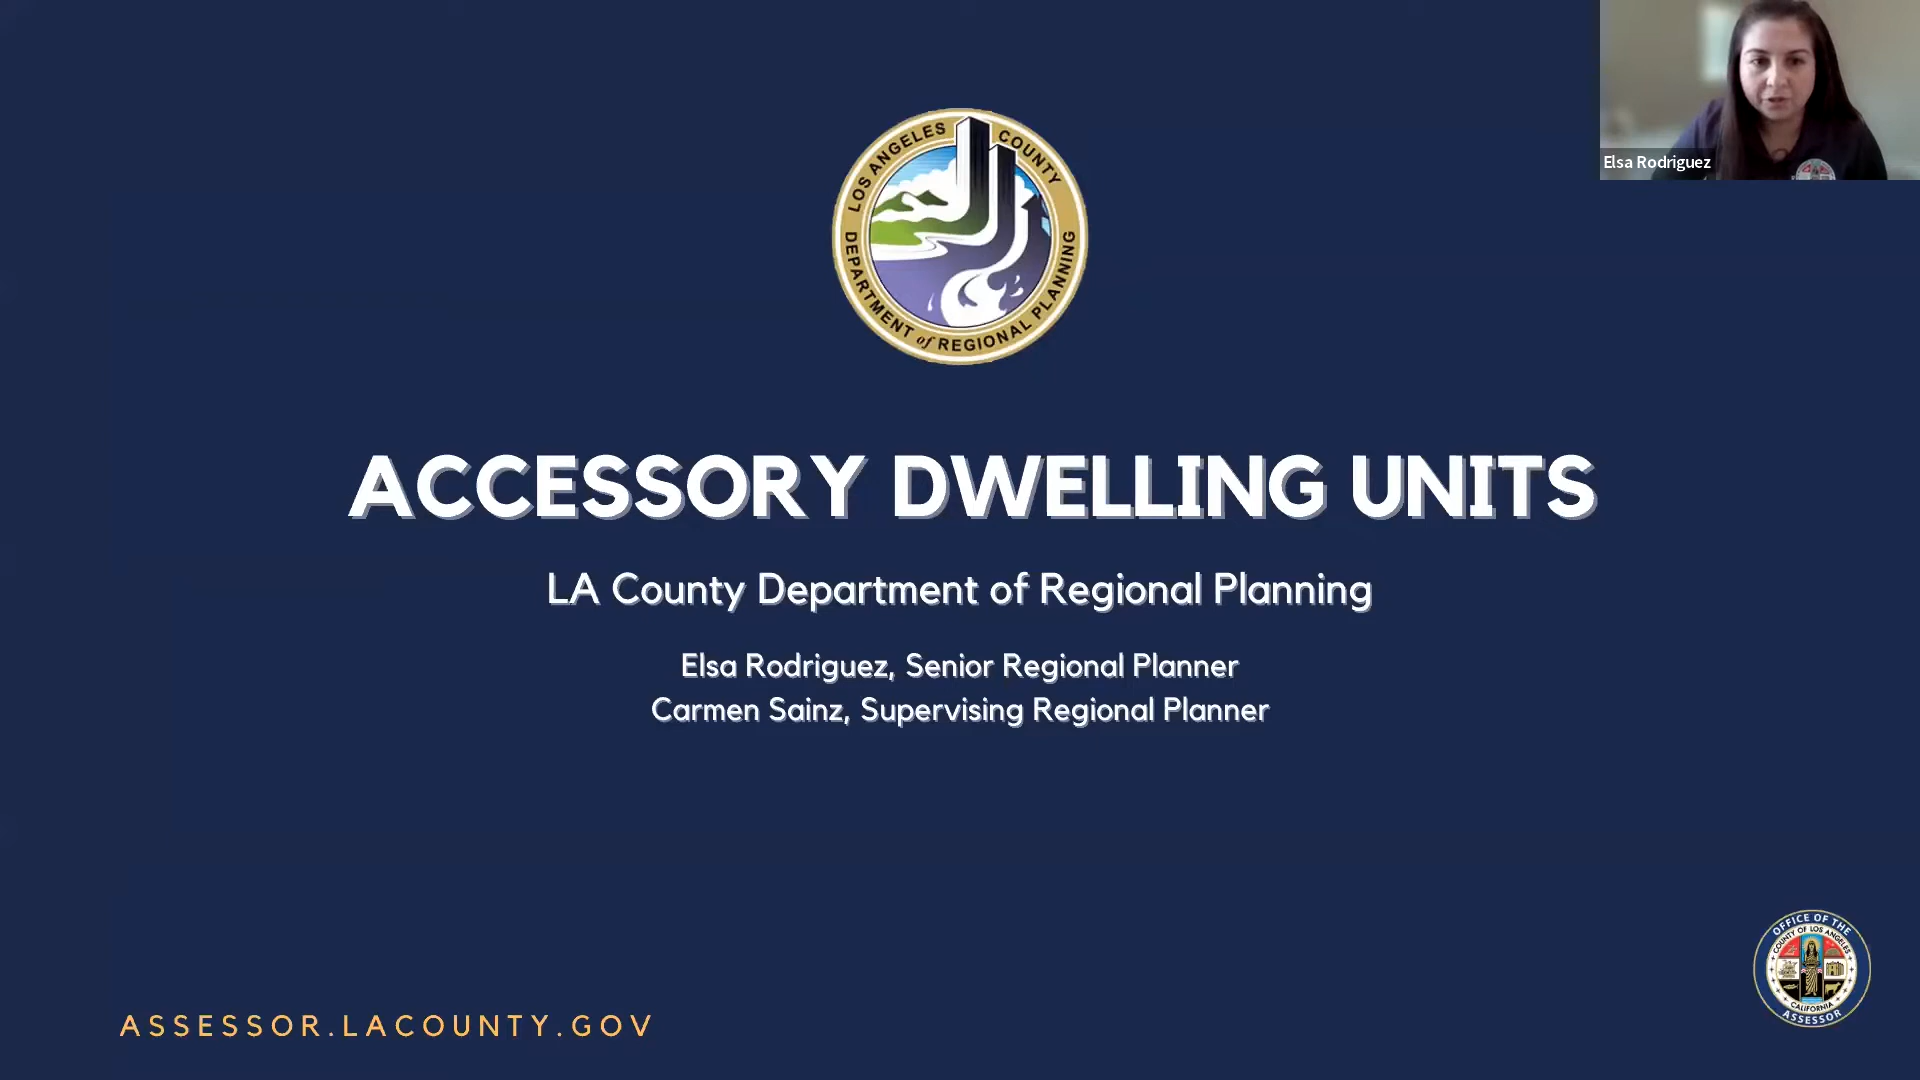 Elsa Rodriguez
LOS ANGELES COUNTY
DEPARTMENT of REGIONAL PLANNING
ACCESSORY DWELLING UNITS
LA County Department of Regional Planning
Elsa Rodriguez, Senior Regional Planner
Carmen Sainz, Supervising Regional Planner
OFFICE OF THE
COUNTY OF LOS ANGELES
CALIFORNIA
ASSESSOR
ASSESSOR.LACOUNTY.GOV